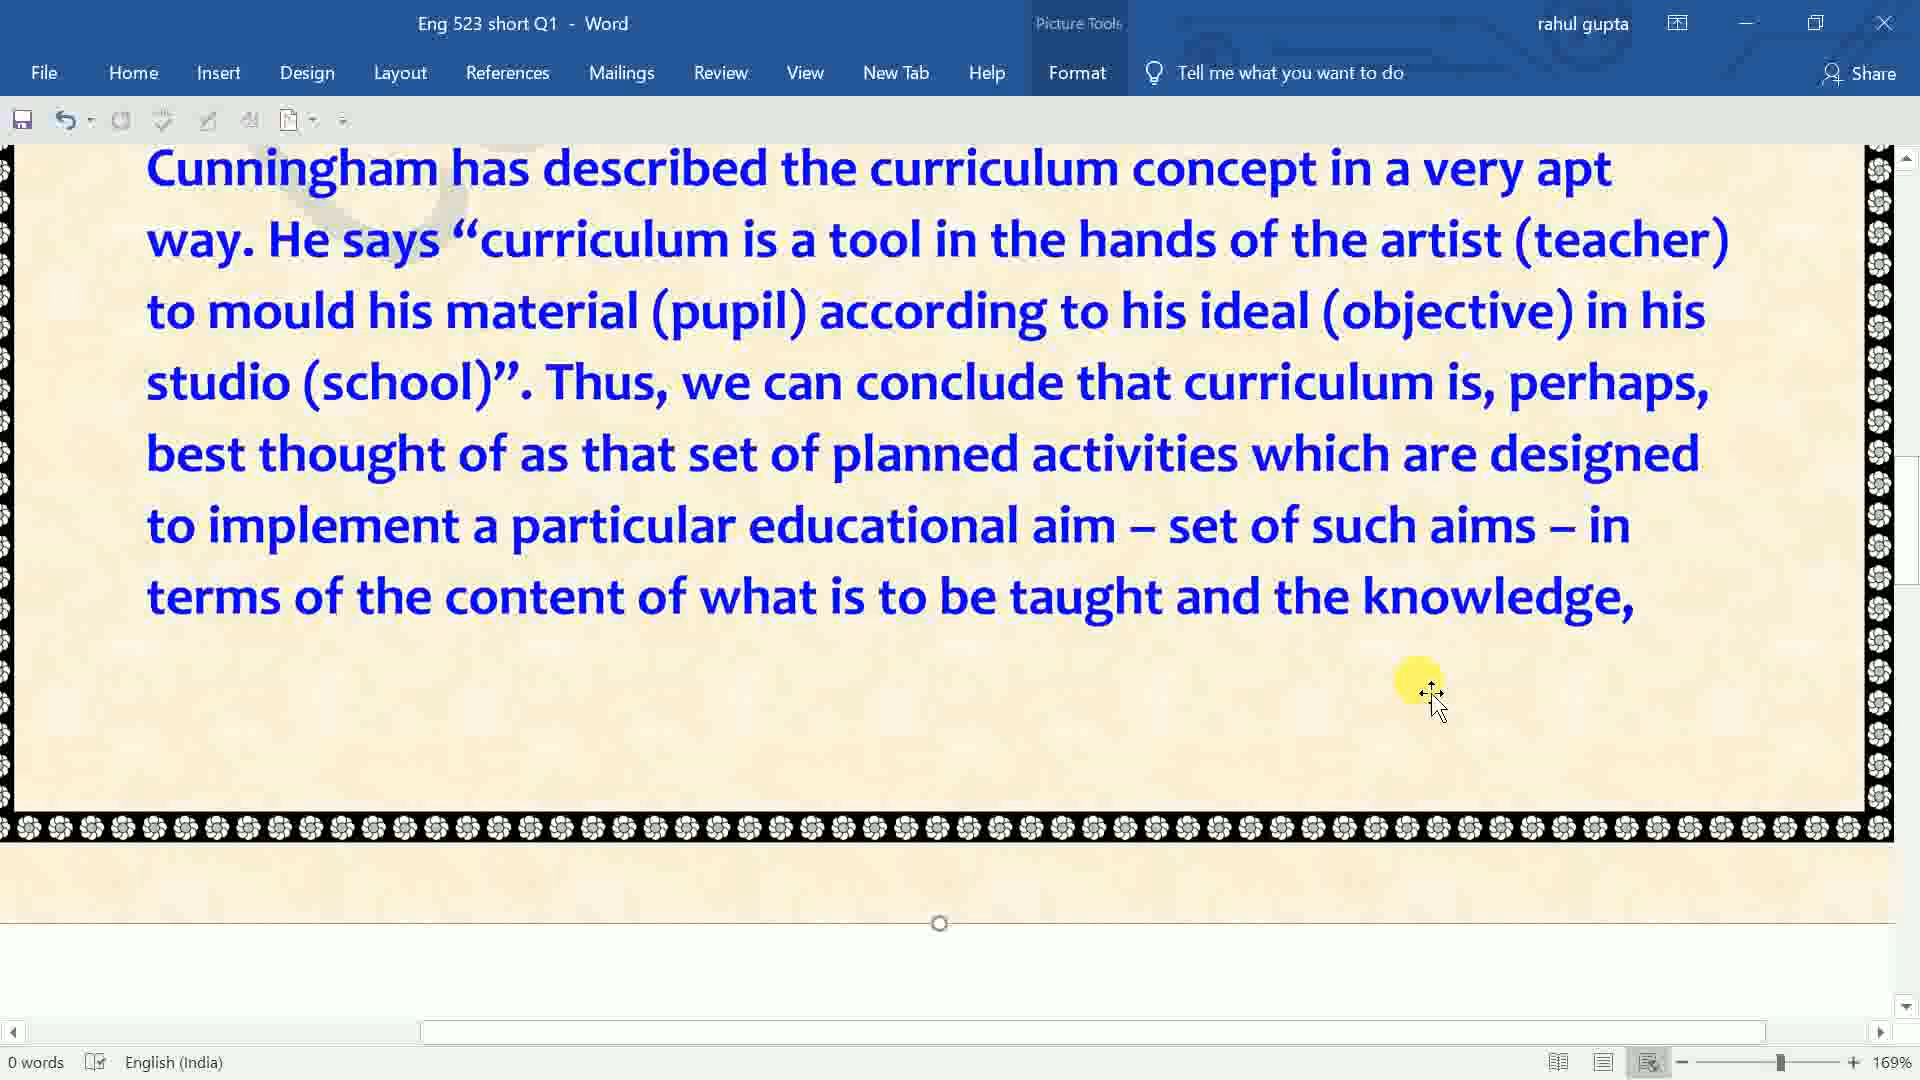 Eng 523 short Q1 - Word
Picture Tools
rahul gupta
File Home Insert Design Layout References Mailings Review View New Tab Help Format Tell me what you want to do Share
Cunningham has described the curriculum concept in a very apt
way. He says “curriculum is a tool in the hands of the artist (teacher)
to mould his material (pupil) according to his ideal (objective) in his
studio (school)”. Thus, we can conclude that curriculum is, perhaps,
best thought of as that set of planned activities which are designed
to implement a particular educational aim – set of such aims – in
terms of the content of what is to be taught and the knowledge,
0 words English (India) 169%